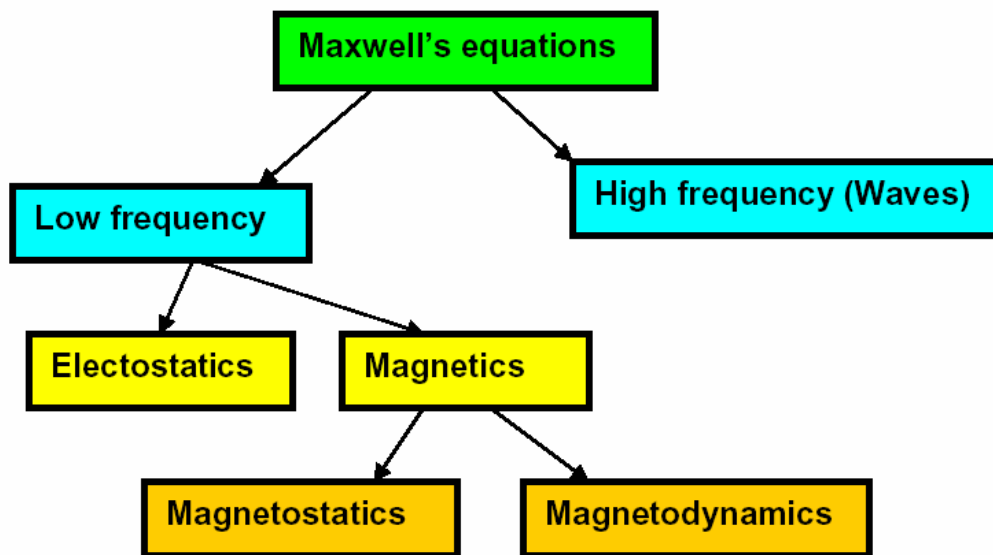 Maxwell’s equations
Low frequency
High frequency (Waves)
Electostatics
Magnetics
Magnetostatics
Magnetodynamics